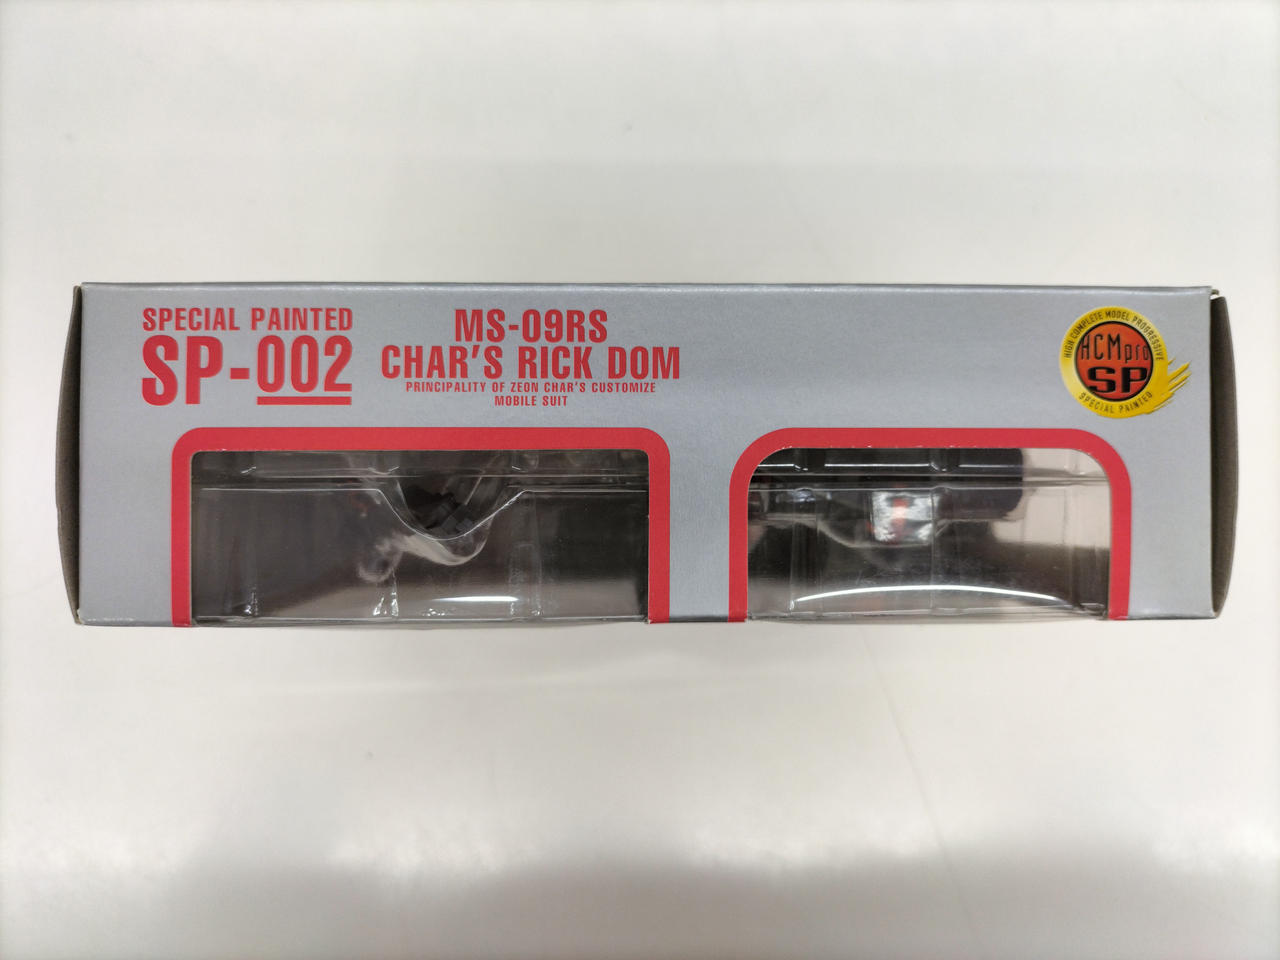 SPECIAL PAINTED
SP-002
MS-09RS
CHAR'S RICK DOM
PRINCIPALITY OF ZEON CHAR'S CUSTOMIZE
MOBILE SUIT
HIGH COMPLETE MODEL PROGRESSIVE
HCMpro
SP
SPECIAL PAINTED